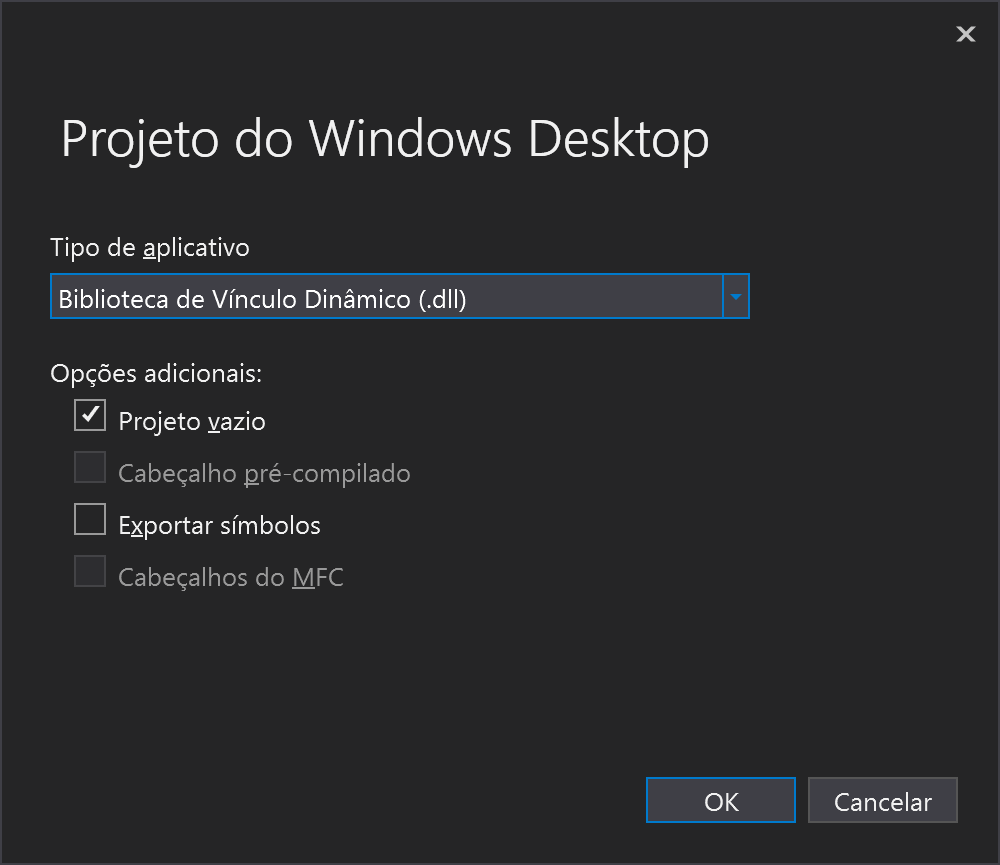 Projeto do Windows Desktop
Tipo de aplicativo
Biblioteca de Vínculo Dinâmico (.dll)
Opções adicionais:
Projeto vazio
Cabeçalho pré-compilado
Exportar símbolos
Cabeçalhos do MFC
OK
Cancelar